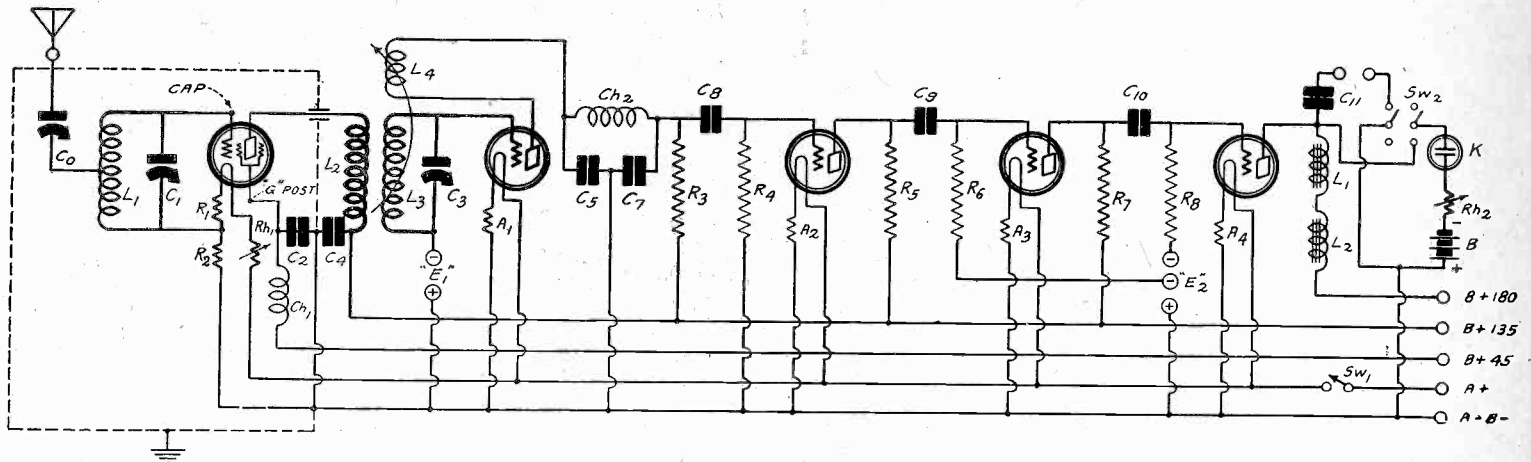 CAP
C0
L1
C1
"G" POST
R1
R2
Rh1
C2
C4
Ch1
L2
L3
L4
C3
"E1"
A1
Ch2
C5
C7
R3
C8
R4
A2
R5
C9
R6
A3
R7
C10
R8
"E2"
A4
C11
L1
L2
SW2
K
Rh2
B
B+180
B+135
B+45
SW1
A+
A-B-